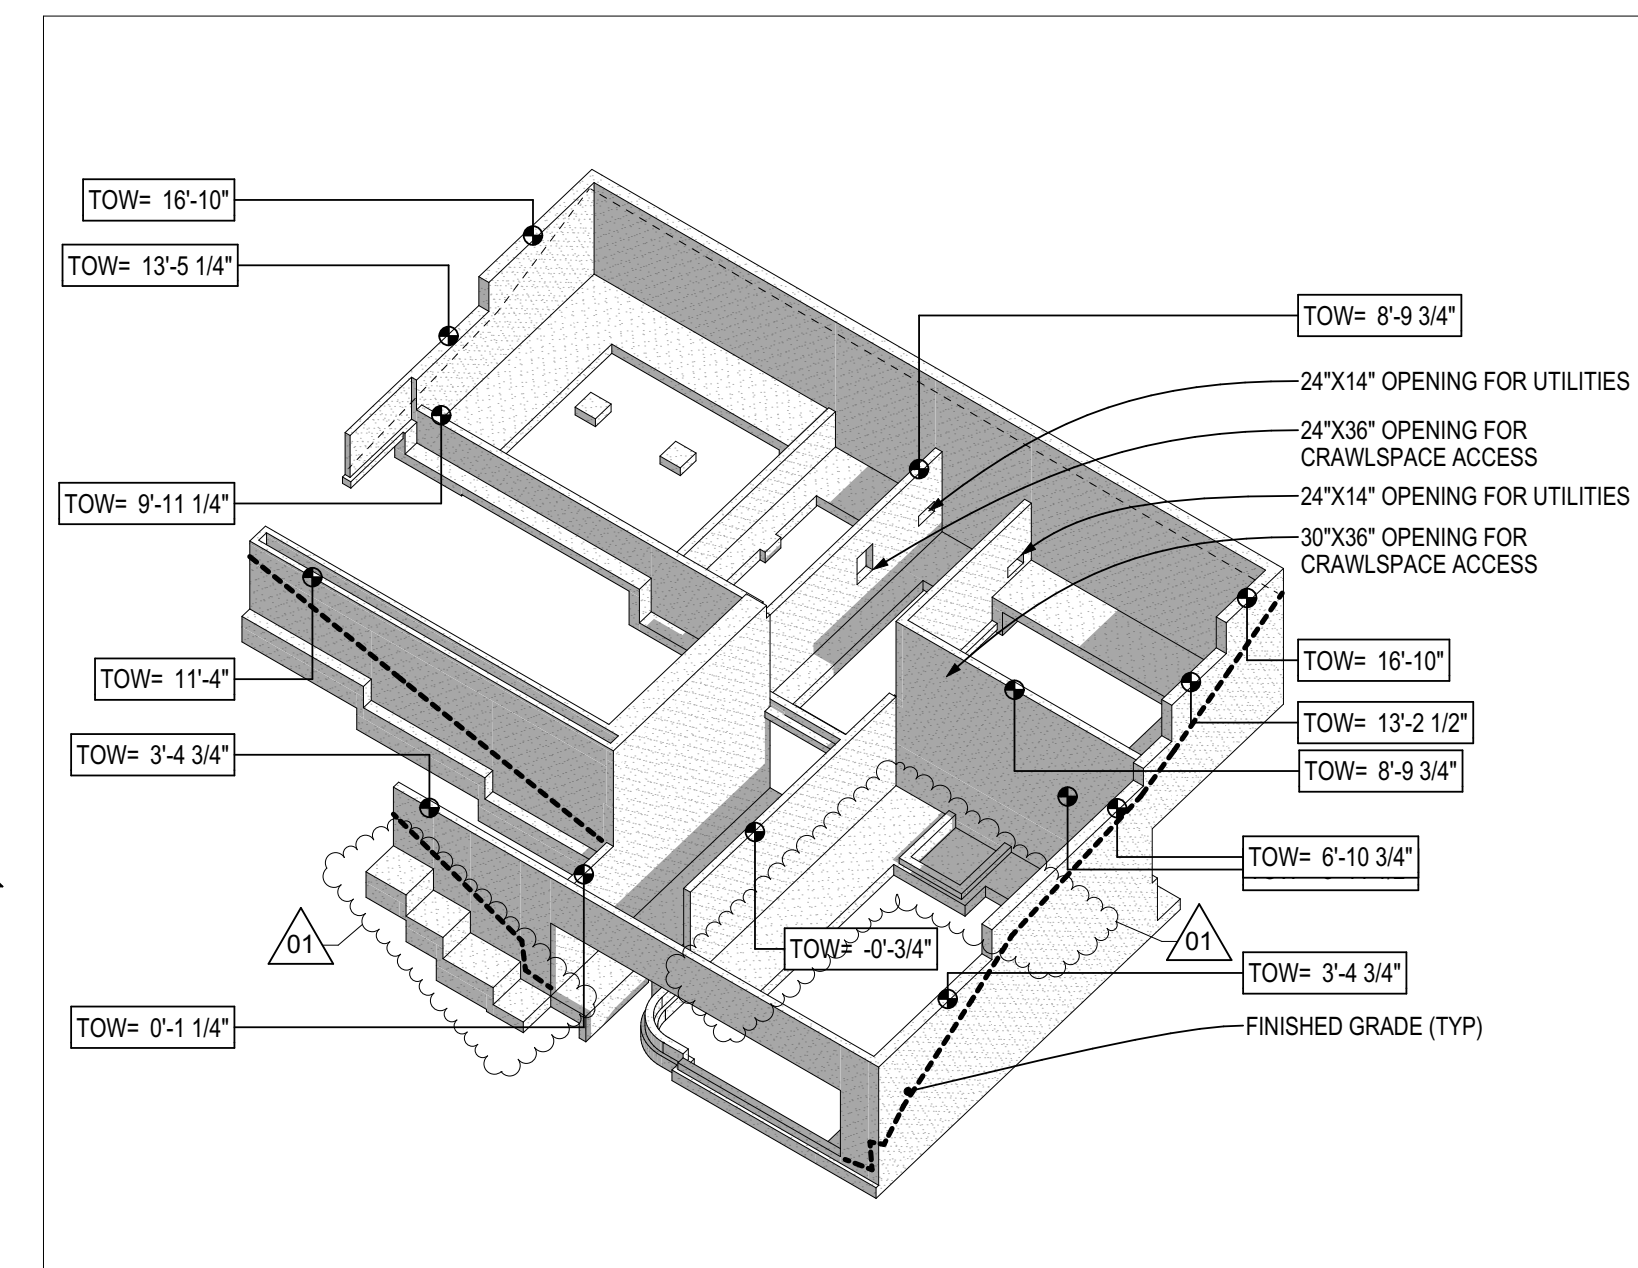 TOW= 16'-10"
TOW= 13'-5 1/4"
TOW= 8'-9 3/4"
24"X14" OPENING FOR UTILITIES
24"X36" OPENING FOR
CRAWLSPACE ACCESS
TOW= 9'-11 1/4"
24"X14" OPENING FOR UTILITIES
30"X36" OPENING FOR
CRAWLSPACE ACCESS
TOW= 11'-4"
TOW= 16'-10"
TOW= 13'-2 1/2"
TOW= 3'-4 3/4"
TOW= 8'-9 3/4"
TOW= 6'-10 3/4"
01
01
TOW= -0'-3/4"
TOW= 3'-4 3/4"
TOW= 0'-1 1/4"
FINISHED GRADE (TYP)